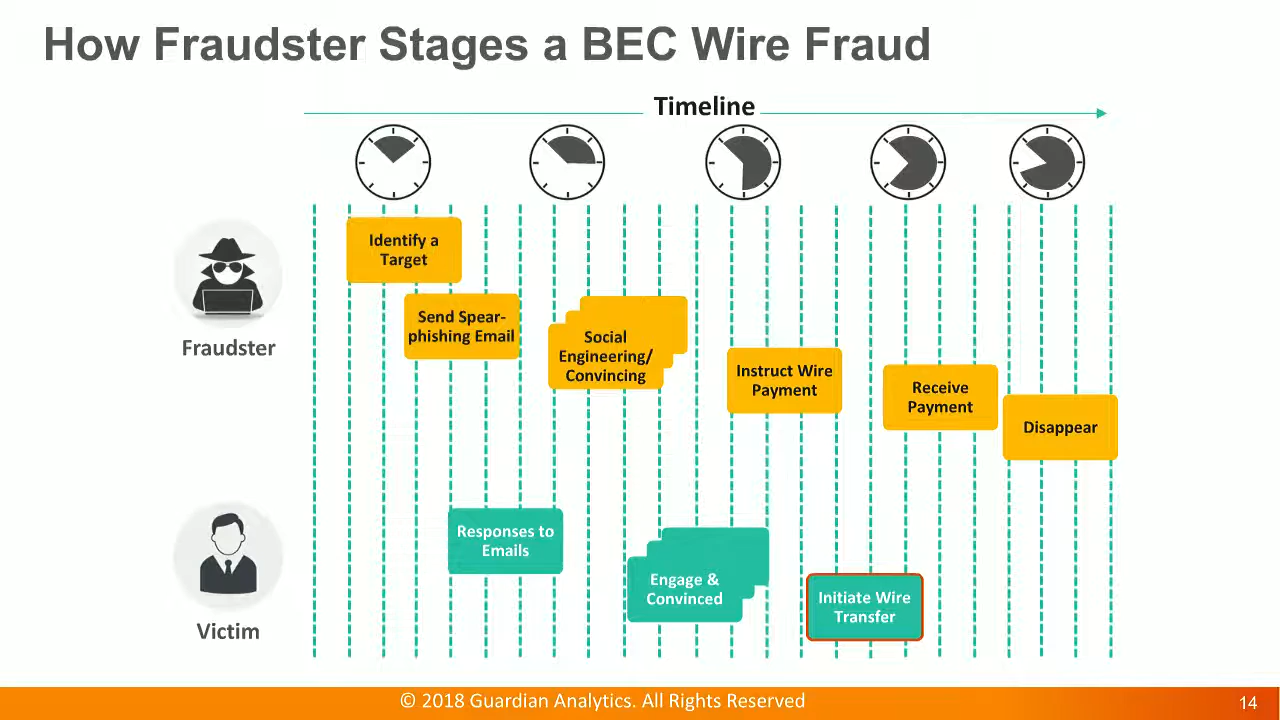 How Fraudster Stages a BEC Wire Fraud
Timeline
Identify a
Target
Send Spear-
phishing Email
Social
Engineering/
Convincing
Instruct Wire
Payment
Receive
Payment
Disappear
Fraudster
Responses to
Emails
Engage &
Convinced
Initiate Wire
Transfer
Victim
© 2018 Guardian Analytics. All Rights Reserved
14